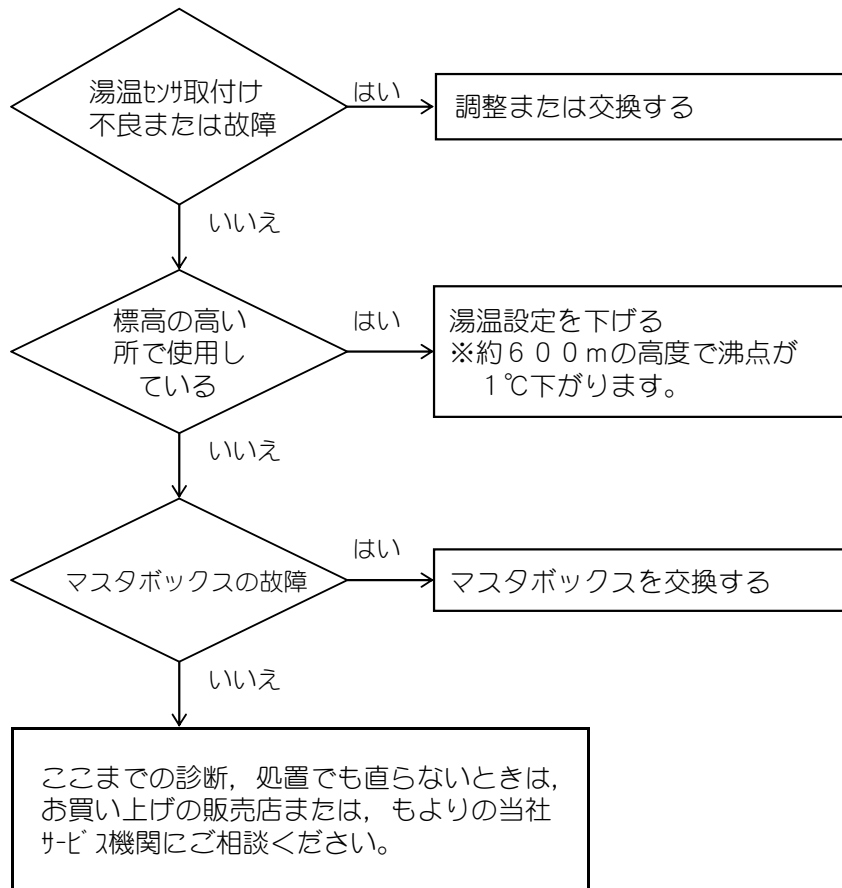 湯温ｾﾝｻ取付け
不良または故障
はい
調整または交換する
いいえ
標高の高い
所で使用し
ている
はい
湯温設定を下げる
※約６００ｍの高度で沸点が
１℃下がります。
いいえ
マスタボックスの故障
はい
マスタボックスを交換する
いいえ
ここまでの診断，処置でも直らないときは，
お買い上げの販売店または，もよりの当社
ｻｰﾋﾞｽ機関にご相談ください。